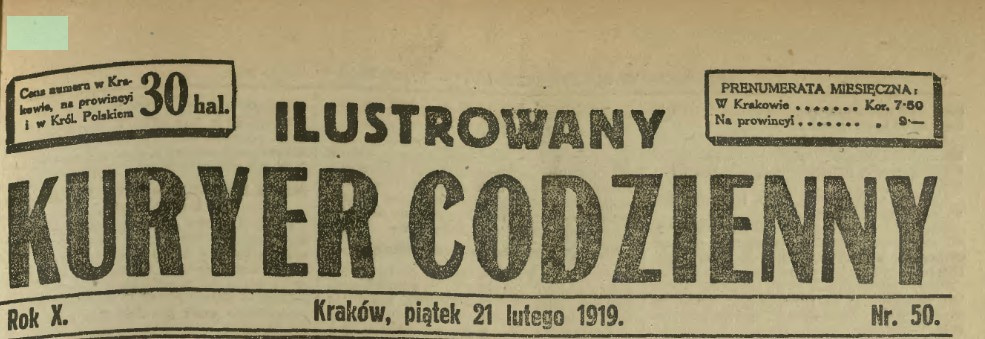 Cena numeru w Kra-
kowie, na prowincyi
i w Król. Polskiem
30 hal.
ILUSTROWANY
PRENUMERATA MIESIĘCZNA:
W Krakowie ....... Kor. 7·50
Na prowincyi ....... „ 9·—
KURYER CODZIENNY
Rok X.
Kraków, piątek 21 lutego 1919.
Nr. 50.